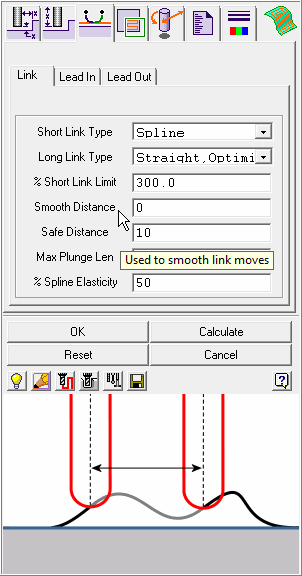 Link Lead In Lead Out
Short Link Type Spline
Long Link Type Straight,Optimi
% Short Link Limit 300.0
Smooth Distance 0
Safe Distance 10
Max Plunge Len
Used to smooth link moves
% Spline Elasticity 50
OK Calculate
Reset Cancel